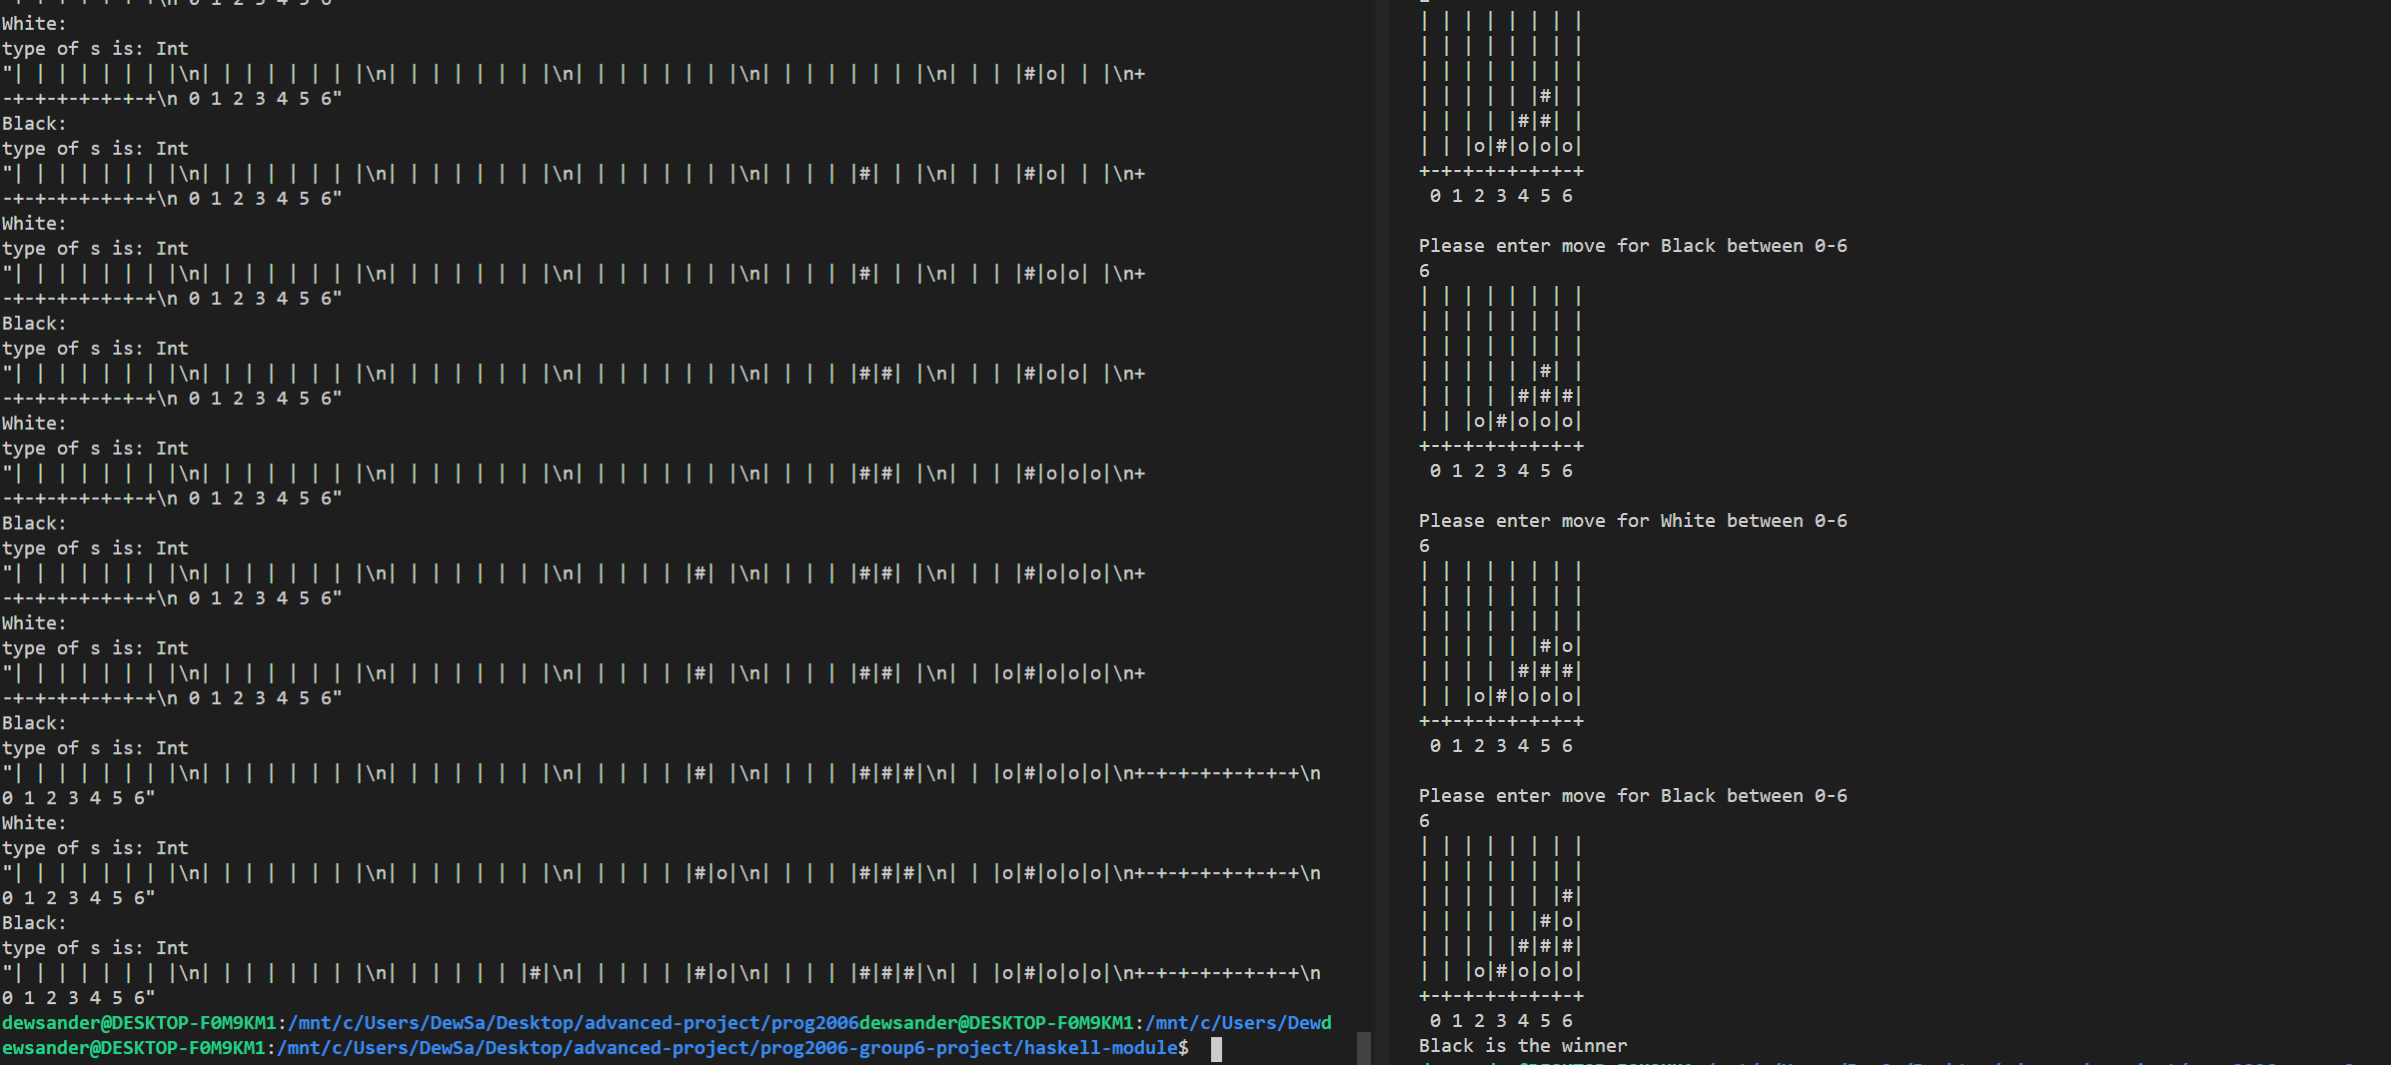 White:
type of s is: Int
"| | | | | | | |\n| | | | | | | |\n| | | | | | | |\n| | | | | | | |\n| | | | | | | |\n| | | |#|o| | |\n+
-+-+-+-+-+-+-+\n 0 1 2 3 4 5 6"
Black:
type of s is: Int
"| | | | | | | |\n| | | | | | | |\n| | | | | | | |\n| | | | | | | |\n| | | | |#| | |\n| | | |#|o| | |\n+
-+-+-+-+-+-+-+\n 0 1 2 3 4 5 6"
White:
type of s is: Int
"| | | | | | | |\n| | | | | | | |\n| | | | | | | |\n| | | | | | | |\n| | | | |#| | |\n| | | |#|o|o| |\n+
-+-+-+-+-+-+-+\n 0 1 2 3 4 5 6"
Black:
type of s is: Int
"| | | | | | | |\n| | | | | | | |\n| | | | | | | |\n| | | | | | | |\n| | | | |#|#| |\n| | | |#|o|o| |\n+
-+-+-+-+-+-+-+\n 0 1 2 3 4 5 6"
White:
type of s is: Int
"| | | | | | | |\n| | | | | | | |\n| | | | | | | |\n| | | | | | | |\n| | | | |#|#| |\n| | | |#|o|o|o|\n+
-+-+-+-+-+-+-+\n 0 1 2 3 4 5 6"
Black:
type of s is: Int
"| | | | | | | |\n| | | | | | | |\n| | | | | | | |\n| | | | | |#| |\n| | | | |#|#| |\n| | | |#|o|o|o|\n+
-+-+-+-+-+-+-+\n 0 1 2 3 4 5 6"
White:
type of s is: Int
"| | | | | | | |\n| | | | | | | |\n| | | | | | | |\n| | | | | |#| |\n| | | | |#|#| |\n| | |o|#|o|o|o|\n+
-+-+-+-+-+-+-+\n 0 1 2 3 4 5 6"
Black:
type of s is: Int
"| | | | | | | |\n| | | | | | | |\n| | | | | | | |\n| | | | | |#| |\n| | | | |#|#|#|\n| | |o|#|o|o|o|\n+-+-+-+-+-+-+-+\n
0 1 2 3 4 5 6"
White:
type of s is: Int
"| | | | | | | |\n| | | | | | | |\n| | | | | | | |\n| | | | | |#|o|\n| | | | |#|#|#|\n| | |o|#|o|o|o|\n+-+-+-+-+-+-+-+\n
0 1 2 3 4 5 6"
Black:
type of s is: Int
"| | | | | | | |\n| | | | | | | |\n| | | | | | |#|\n| | | | | |#|o|\n| | | | |#|#|#|\n| | |o|#|o|o|o|\n+-+-+-+-+-+-+-+\n
0 1 2 3 4 5 6"
dewsander@DESKTOP-F0M9KM1:/mnt/c/Users/DewSa/Desktop/advanced-project/prog2006dewsander@DESKTOP-F0M9KM1:/mnt/c/Users/Dewd
ewsander@DESKTOP-F0M9KM1:/mnt/c/Users/DewSa/Desktop/advanced-project/prog2006-group6-project/haskell-module$
| | | | | | | |
| | | | | | | |
| | | | | | | |
| | | | | |#| |
| | | | |#|#| |
| | |o|#|o|o|o|
+-+-+-+-+-+-+-+
0 1 2 3 4 5 6
Please enter move for Black between 0-6
6
| | | | | | | |
| | | | | | | |
| | | | | | | |
| | | | | |#| |
| | | | |#|#|#|
| | |o|#|o|o|o|
+-+-+-+-+-+-+-+
0 1 2 3 4 5 6
Please enter move for White between 0-6
6
| | | | | | | |
| | | | | | | |
| | | | | | | |
| | | | | |#|o|
| | | | |#|#|#|
| | |o|#|o|o|o|
+-+-+-+-+-+-+-+
0 1 2 3 4 5 6
Please enter move for Black between 0-6
6
| | | | | | | |
| | | | | | | |
| | | | | | |#|
| | | | | |#|o|
| | | | |#|#|#|
| | |o|#|o|o|o|
+-+-+-+-+-+-+-+
0 1 2 3 4 5 6
Black is the winner